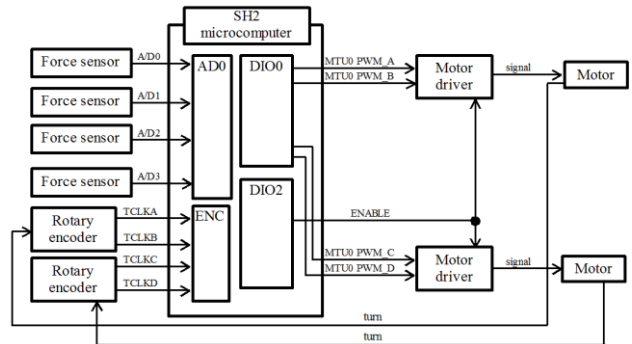 SH2
microcomputer
Force sensor
A/D0
AD0
DIO0
MTU0 PWM_A
MTU0 PWM_B
Motor
driver
signal
Motor
Force sensor
A/D1
Force sensor
A/D2
Force sensor
A/D3
DIO2
Rotary
encoder
TCLKA
TCLKB
ENC
ENABLE
Rotary
encoder
TCLKC
TCLKD
MTU0 PWM_C
MTU0 PWM_D
Motor
driver
signal
Motor
turn
turn